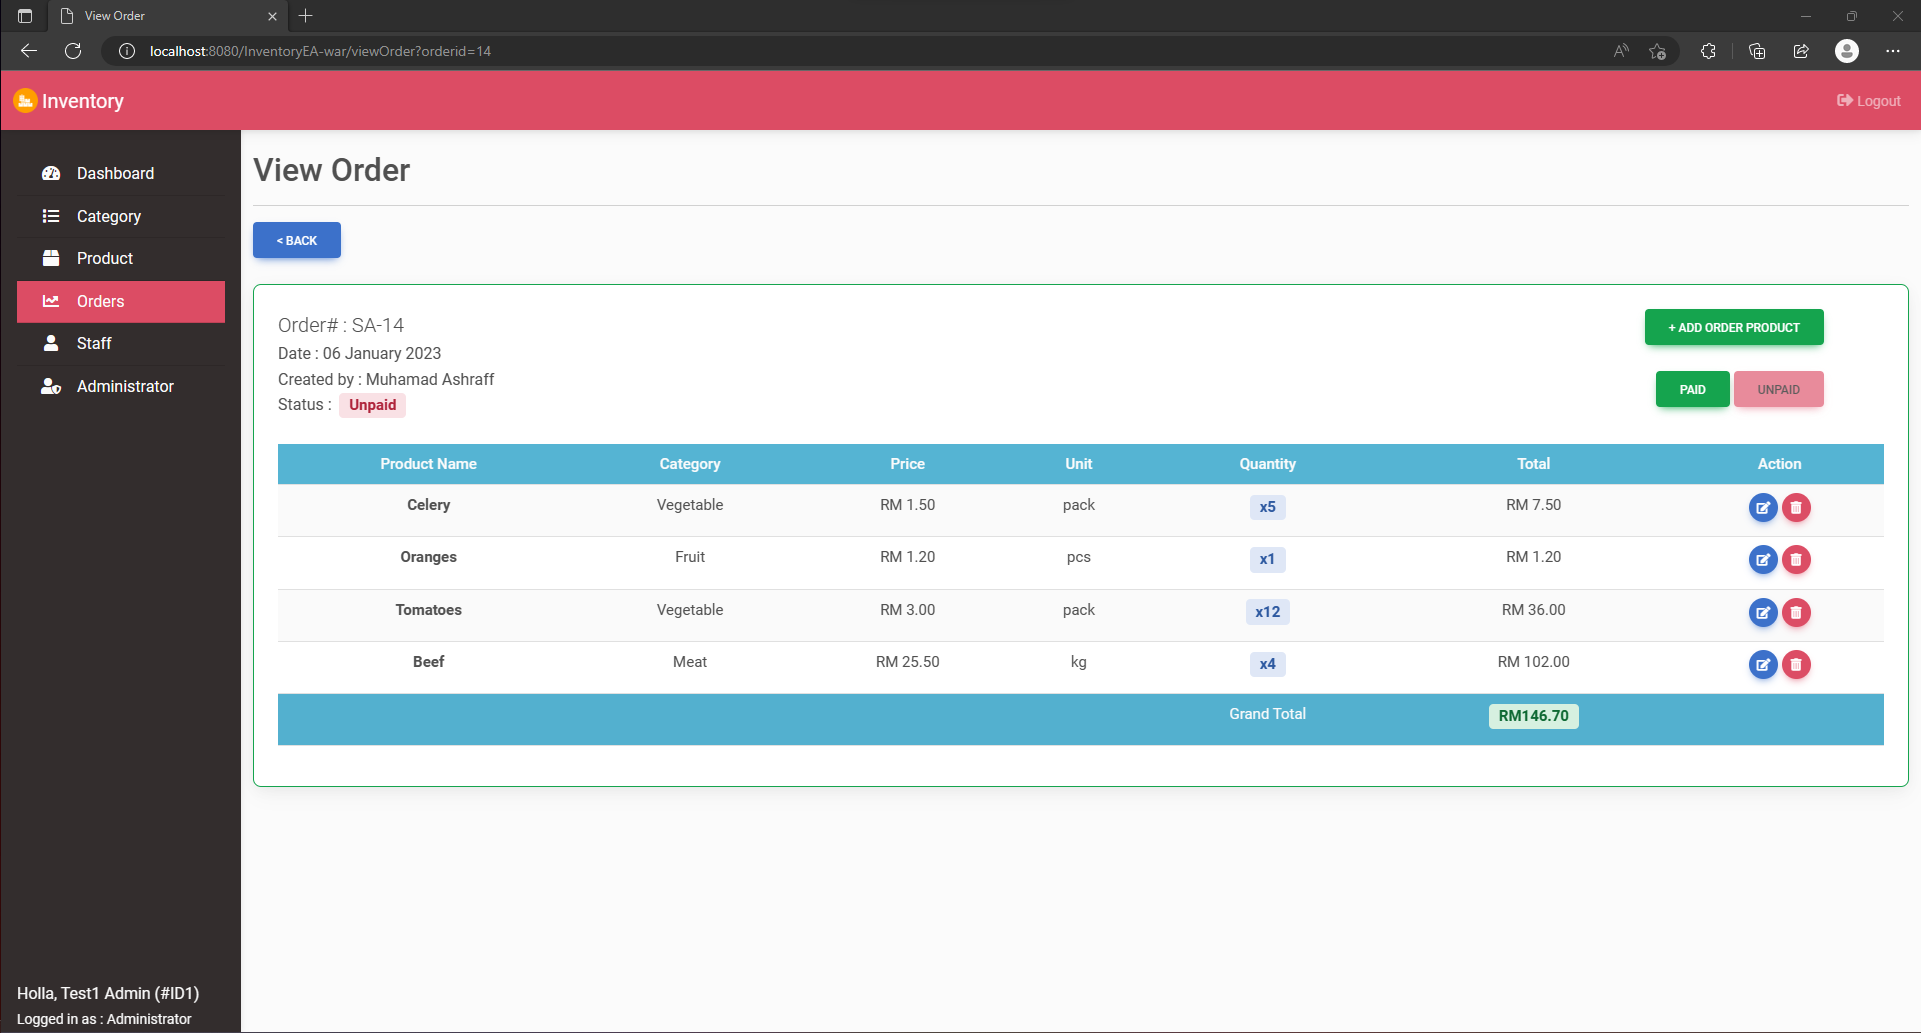 View Order
localhost:8080/InventoryEA-war/viewOrder?orderid=14
Inventory
Logout
Dashboard
Category
Product
Orders
Staff
Administrator
Holla, Test1 Admin (#ID1)
Logged in as : Administrator
View Order
< BACK
Order# : SA-14
Date : 06 January 2023
Created by : Muhamad Ashraff
Status : Unpaid
+ ADD ORDER PRODUCT
PAID UNPAID
Product Name Category Price Unit Quantity Total Action
Celery Vegetable RM 1.50 pack x5 RM 7.50
Oranges Fruit RM 1.20 pcs x1 RM 1.20
Tomatoes Vegetable RM 3.00 pack x12 RM 36.00
Beef Meat RM 25.50 kg x4 RM 102.00
Grand Total RM146.70